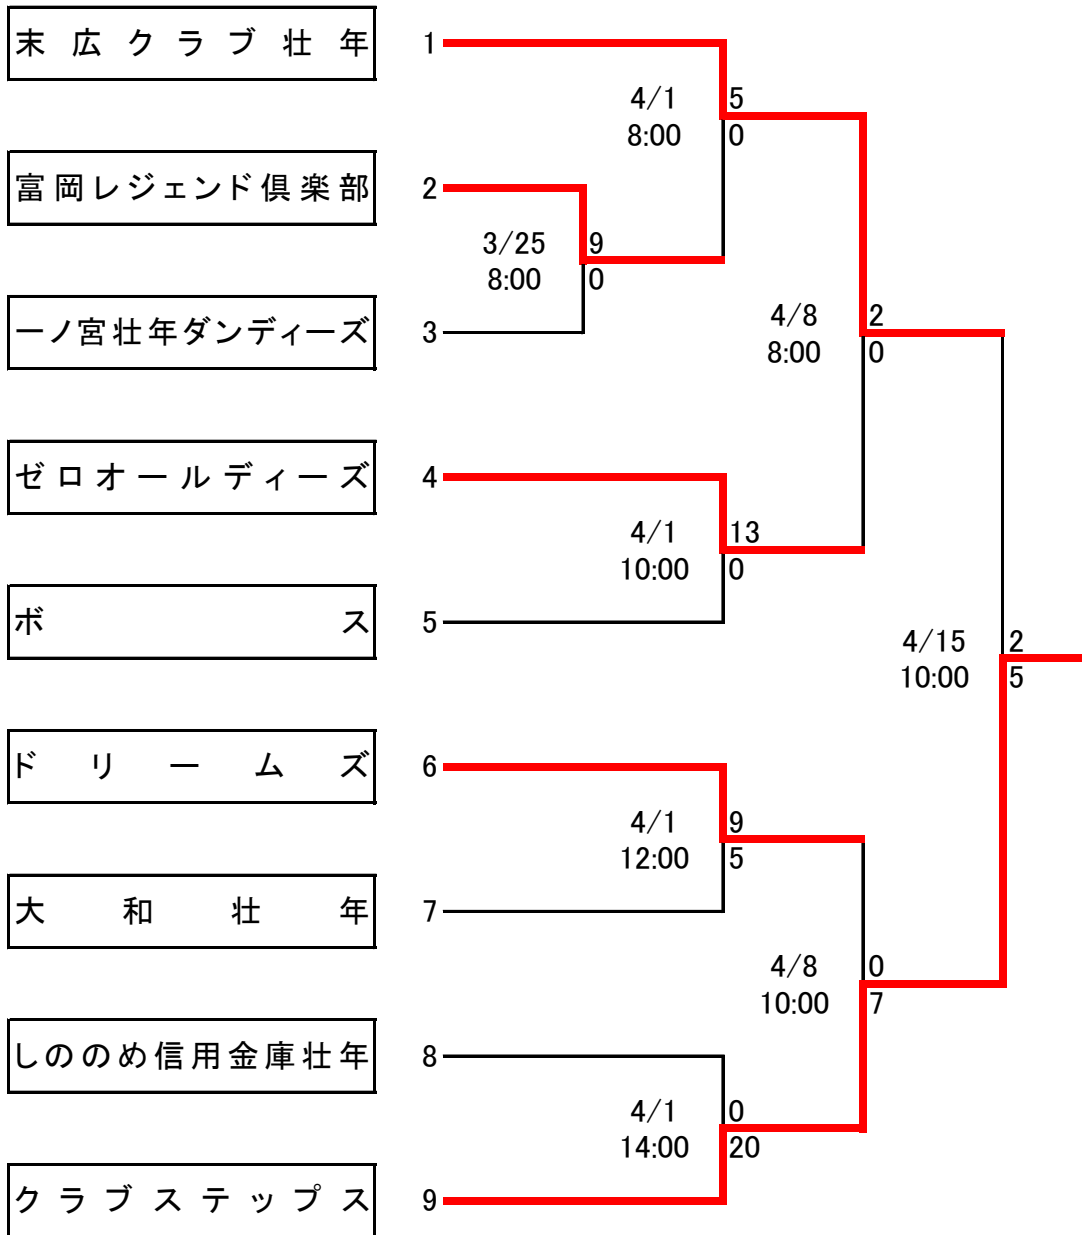 末広クラブ壮年 1
4/1 5
8:00 0
富岡レジェンド倶楽部 2
3/25 9
8:00 0
一ノ宮壮年ダンディーズ 3
4/8 2
8:00 0
ゼロオールディーズ 4
4/1 13
10:00 0
ボス 5
4/15 2
10:00 5
ドリームズ 6
4/1 9
12:00 5
大和壮年 7
4/8 0
10:00 7
しののめ信用金庫壮年 8
4/1 0
14:00 20
クラブステップス 9